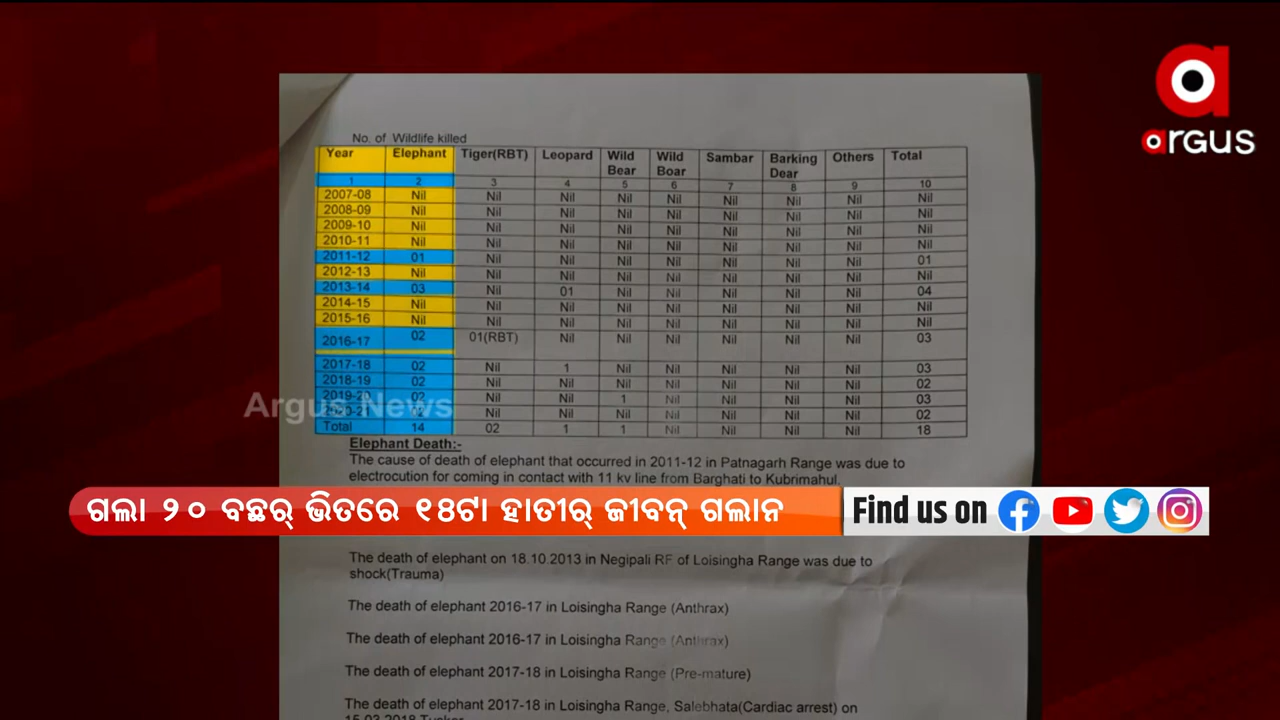 argus
No. of Wildlife killed
Year Elephant Tiger(RBT) Leopard Wild Bear Wild Boar Sambar Barking Dear Others Total
1 2 3 4 5 6 7 8 9 10
2007-08 Nil Nil Nil Nil Nil Nil Nil Nil Nil
2008-09 Nil Nil Nil Nil Nil Nil Nil Nil Nil
2009-10 Nil Nil Nil Nil Nil Nil Nil Nil Nil
2010-11 Nil Nil Nil Nil Nil Nil Nil Nil Nil
2011-12 01 Nil Nil Nil Nil Nil Nil Nil 01
2012-13 Nil Nil Nil Nil Nil Nil Nil Nil Nil
2013-14 03 Nil 01 Nil Nil Nil Nil Nil 04
2014-15 Nil Nil Nil Nil Nil Nil Nil Nil Nil
2015-16 Nil Nil Nil Nil Nil Nil Nil Nil Nil
2016-17 02 01(RBT) Nil Nil Nil Nil Nil Nil 03
2017-18 02 Nil 1 Nil Nil Nil Nil Nil 03
2018-19 02 Nil Nil Nil Nil Nil Nil Nil 02
2019-20 02 Nil Nil 1 Nil Nil Nil Nil 03
2020-21 02 Nil Nil Nil Nil Nil Nil Nil 02
Total 14 02 1 1 Nil Nil Nil Nil 18
Argus News
Elephant Death:-
The cause of death of elephant that occurred in 2011-12 in Patnagarh Range was due to
electrocution for coming in contact with 11 kv line from Barghati to Kubrimahul.
ଗଲା ୨୦ ବଛର୍ ଭିତରେ ୧୪ଟା ହାତୀର୍ ଜୀବନ୍ ଗଲାନ
Find us on
The death of elephant on 18.10.2013 in Negipali RF of Loisingha Range was due to
shock(Trauma)
The death of elephant 2016-17 in Loisingha Range (Anthrax)
The death of elephant 2016-17 in Loisingha Range (Anthrax)
The death of elephant 2017-18 in Loisingha Range (Pre-mature)
The death of elephant 2017-18 in Loisingha Range, Salebhata(Cardiac arrest) on
15.03.2018 Tusker